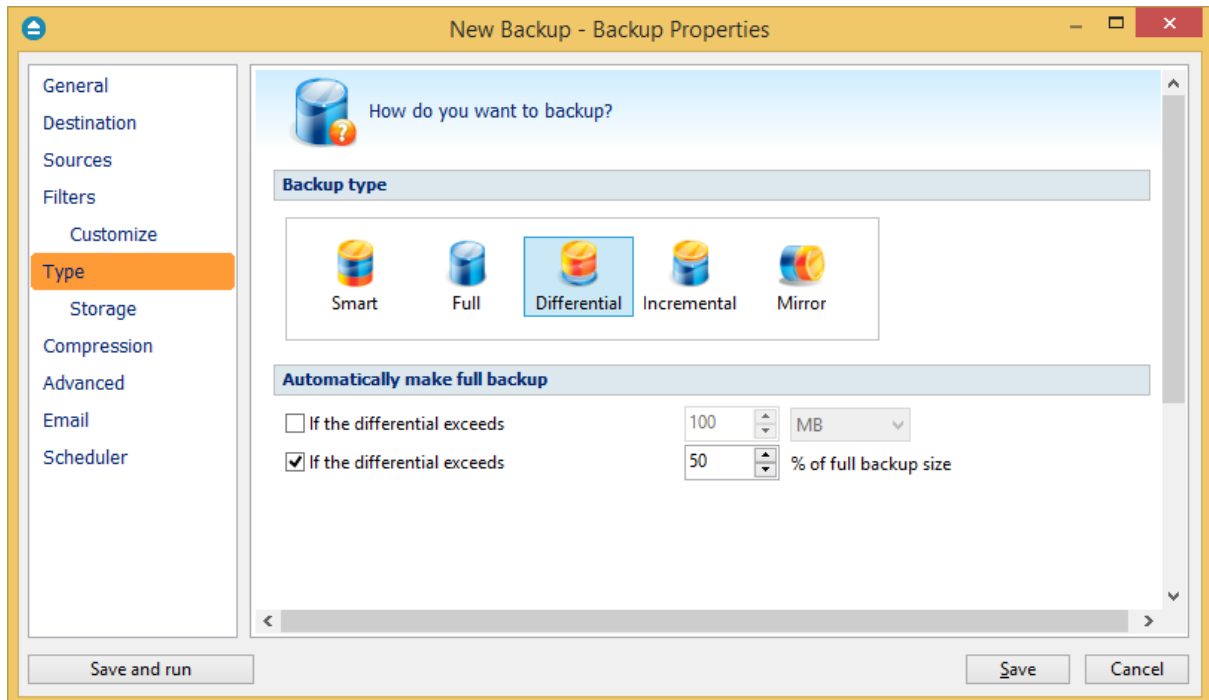 New Backup - Backup Properties
General
Destination
Sources
Filters
Customize
Type
Storage
Compression
Advanced
Email
Scheduler
How do you want to backup?
Backup type
Smart
Full
Differential
Incremental
Mirror
Automatically make full backup
If the differential exceeds 100 MB
If the differential exceeds 50 % of full backup size
Save and run
Save
Cancel